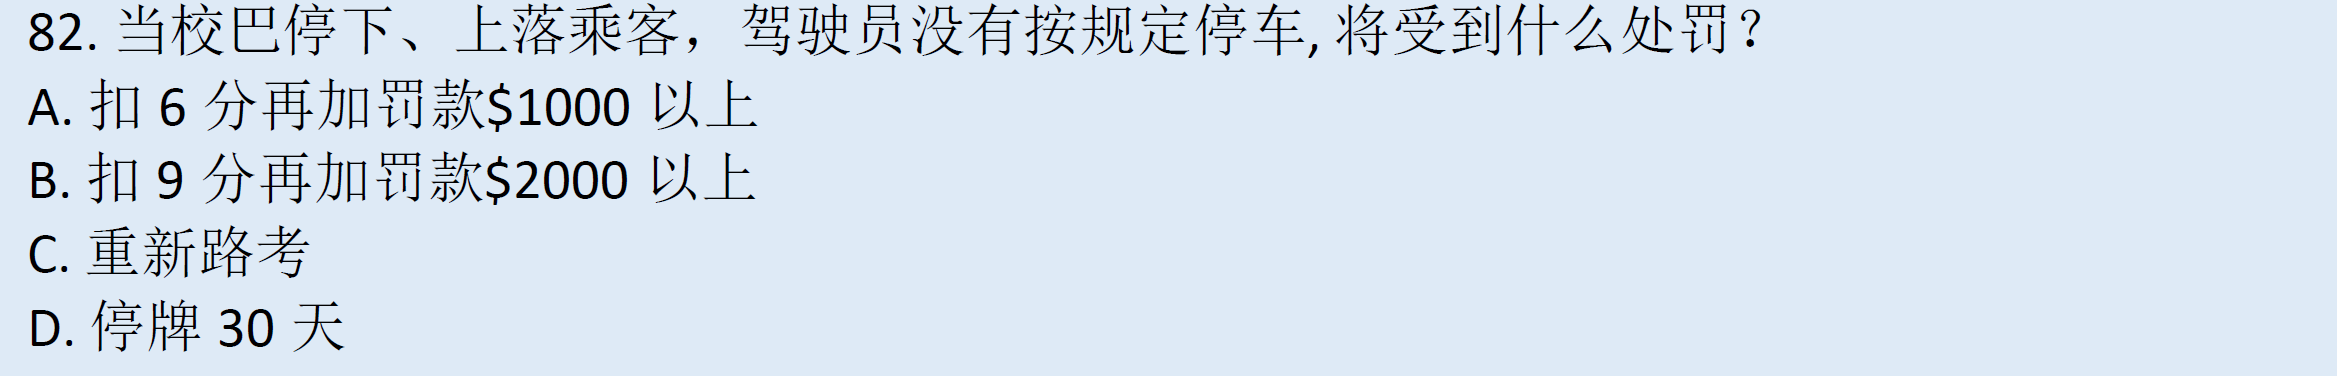 82. 当校巴停下、上落乘客，驾驶员没有按规定停车, 将受到什么处罚？
A. 扣 6 分再加罚款$1000 以上
B. 扣 9 分再加罚款$2000 以上
C. 重新路考
D. 停牌 30 天